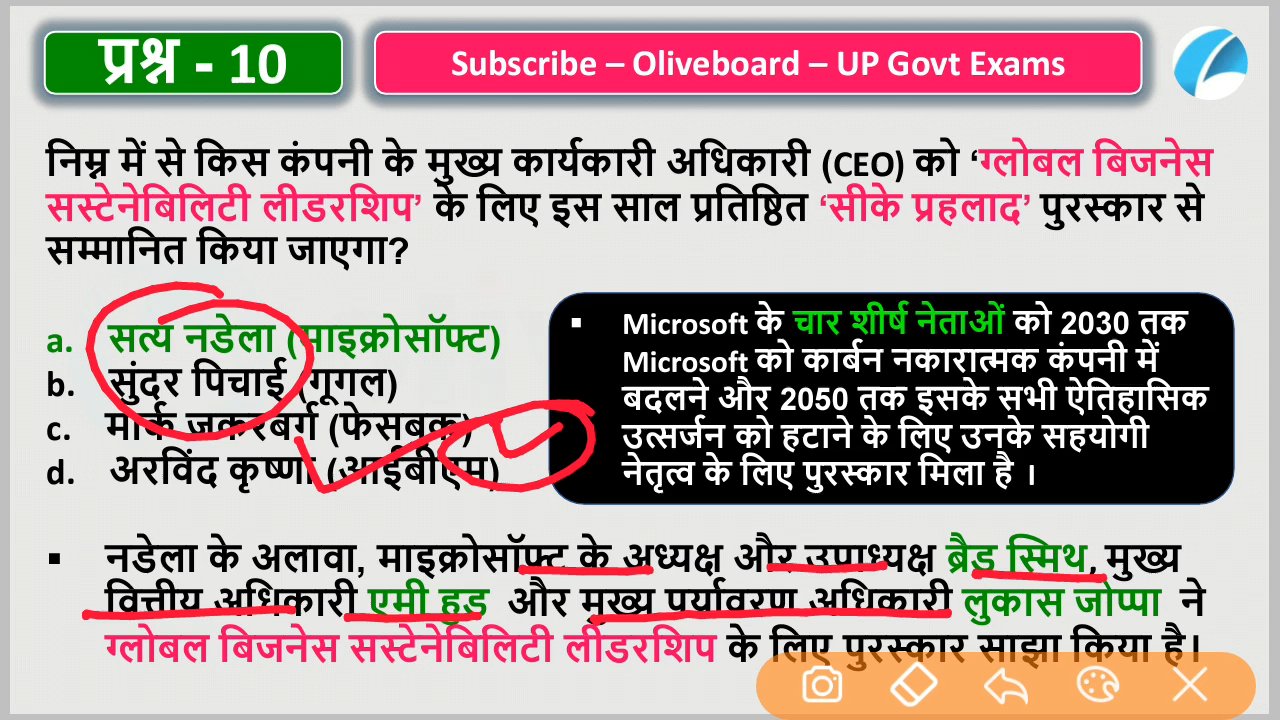 प्रश्न - 10
Subscribe – Oliveboard – UP Govt Exams
निम्न में से किस कंपनी के मुख्य कार्यकारी अधिकारी (CEO) को ‘ग्लोबल बिजनेस
सस्टेनेबिलिटी लीडरशिप’ के लिए इस साल प्रतिष्ठित ‘सीके प्रहलाद’ पुरस्कार से
सम्मानित किया जाएगा?
a. सत्य नडेला (माइक्रोसॉफ्ट)
b. सुंदर पिचाई (गूगल)
c. मार्क जुकरबर्ग (फेसबुक)
d. अरविंद कृष्णा (आईबीएम)
▪ Microsoft के चार शीर्ष नेताओं को 2030 तक
Microsoft को कार्बन नकारात्मक कंपनी में
बदलने और 2050 तक इसके सभी ऐतिहासिक
उत्सर्जन को हटाने के लिए उनके सहयोगी
नेतृत्व के लिए पुरस्कार मिला है ।
▪ नडेला के अलावा, माइक्रोसॉफ्ट के अध्यक्ष और उपाध्यक्ष ब्रैड स्मिथ, मुख्य
वित्तीय अधिकारी एमी हुड और मुख्य पर्यावरण अधिकारी लुकास जोप्पा ने
ग्लोबल बिजनेस सस्टेनेबिलिटी लीडरशिप के लिए पुरस्कार साझा किया है।